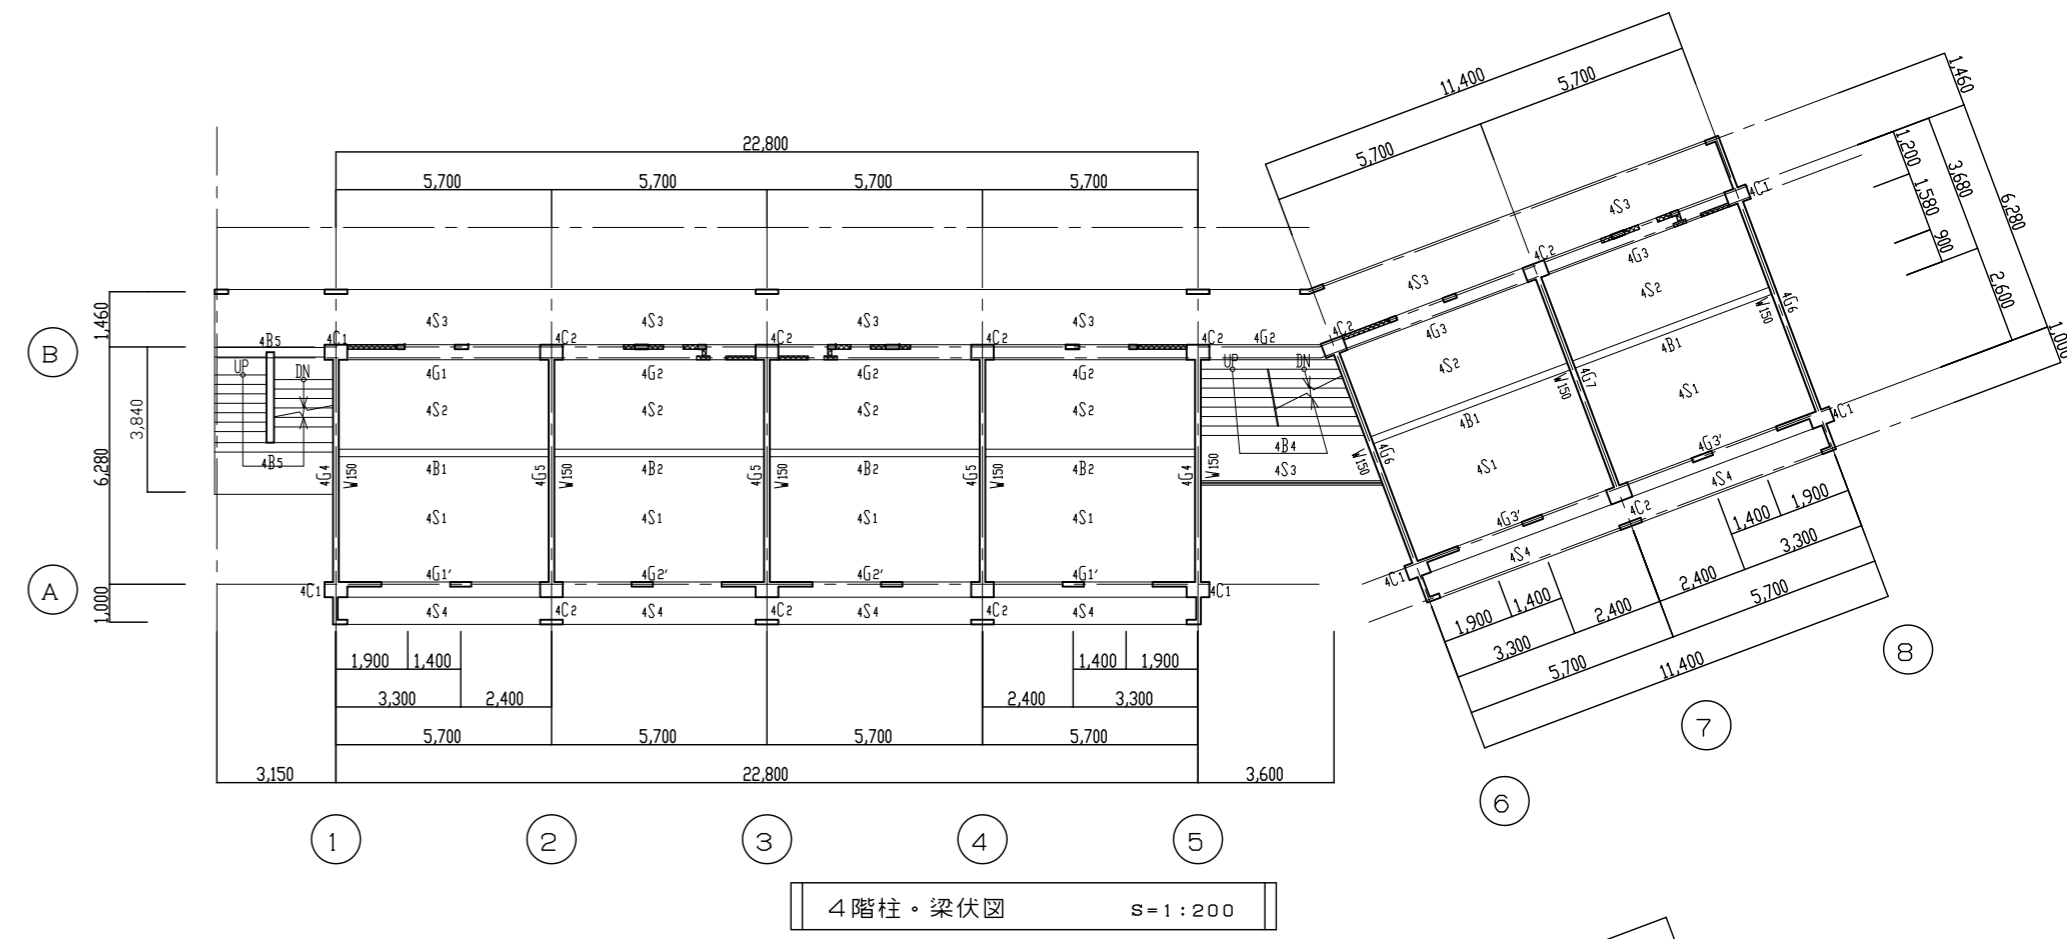 11,400
5,700
5,700
1,460
22,800
5,700
5,700
5,700
5,700
1,200
3,680
1,580
6,280
900
2,600
1,000
4S3
4C1
4C2
4G3
4S3
4S2
4G6
W150
1,460
4S3
4S3
4S3
4S3
B
4B5
4C1
4C2
4C2
4C2
4C2
4G2
4C2
4G3
4B1
UP
DN
4G1
4G2
4G2
4G2
UP
DN
4S2
W150
4G7
4S1
3,840
4S2
4S2
4S2
4S2
4B1
4C1
6,280
4B5
4G4
W150
4B1
4G5
W150
4B2
4G5
W150
4B2
4G5
W150
4B2
4G4
W150
4B4
4S3
W150
4G6
4S1
4G3'
4S1
4S1
4S1
4S1
4G3'
4S4
4C2
A
1,000
4G1'
4G2'
4G2'
4G1'
4C1
4C1
4C1
4S4
4S4
4C2
4S4
4C2
4S4
4C2
4S4
1,900
1,400
3,300
2,400
5,700
1,900
1,400
2,400
3,300
5,700
11,400
1,900
1,400
1,400
1,900
3,300
2,400
2,400
3,300
5,700
5,700
5,700
5,700
3,150
22,800
3,600
8
7
6
1
2
3
4
5
4階柱。梁伏図 S=1:200